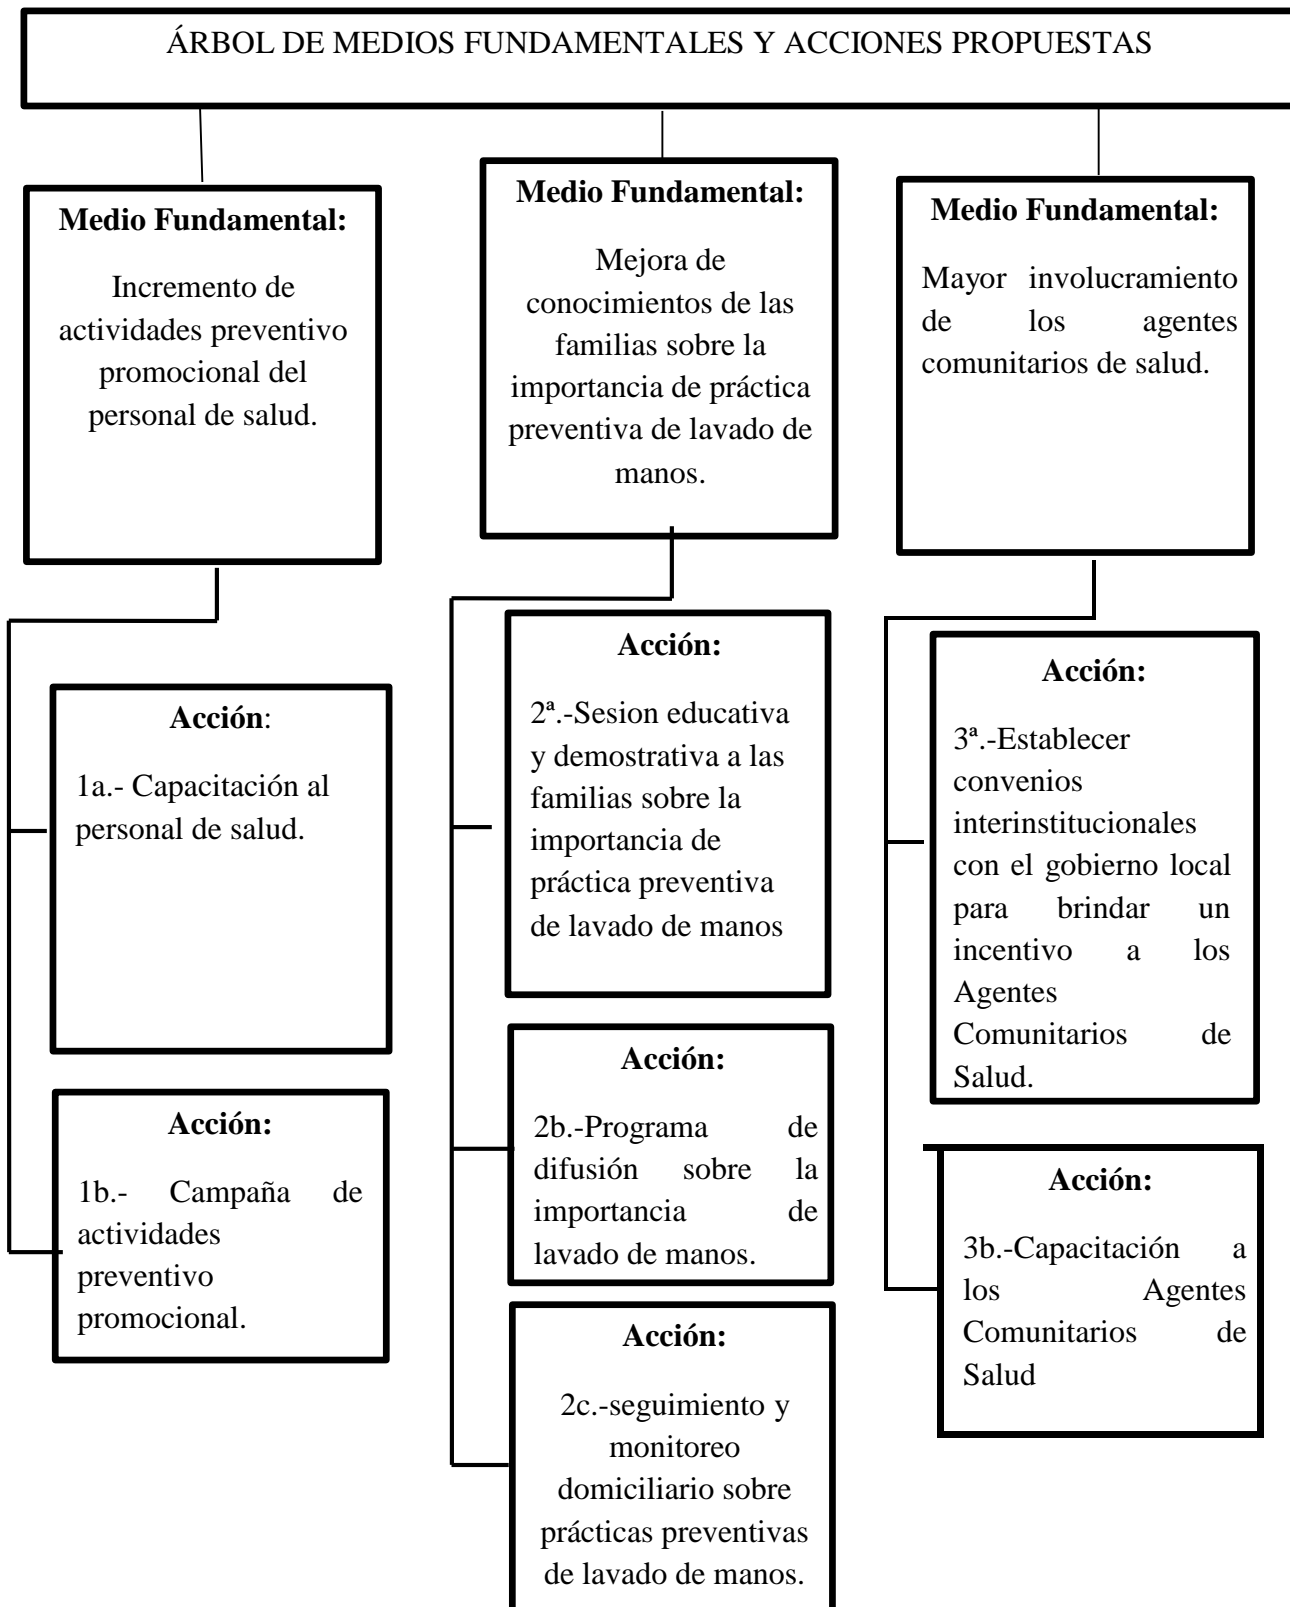 ÁRBOL DE MEDIOS FUNDAMENTALES Y ACCIONES PROPUESTAS
Medio Fundamental:
Incremento de
actividades preventivo
promocional del
personal de salud.
Acción:
1a.- Capacitación al
personal de salud.
Acción:
1b.- Campaña de
actividades
preventivo
promocional.
Medio Fundamental:
Mejora de
conocimientos de las
familias sobre la
importancia de práctica
preventiva de lavado de
manos.
Acción:
2ª.-Sesion educativa
y demostrativa a las
familias sobre la
importancia de
práctica preventiva
de lavado de manos
Acción:
2b.-Programa de
difusión sobre la
importancia de
lavado de manos.
Acción:
2c.-seguimiento y
monitoreo
domiciliario sobre
prácticas preventivas
de lavado de manos.
Medio Fundamental:
Mayor involucramiento
de los agentes
comunitarios de salud.
Acción:
3ª.-Establecer
convenios
interinstitucionales
con el gobierno local
para brindar un
incentivo a los
Agentes
Comunitarios de
Salud.
Acción:
3b.-Capacitación a
los Agentes
Comunitarios de
Salud